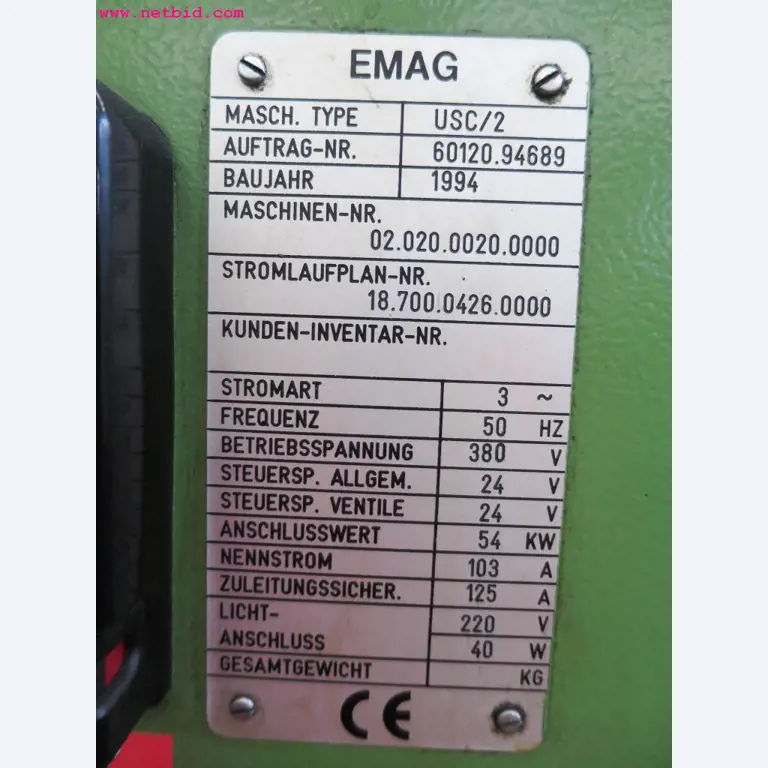 www.netbid.com
EMAG
MASCH. TYPE USC/2
AUFTRAG-NR. 60120.94689
BAUJAHR 1994
MASCHINEN-NR.
02.020.0020.0000
STROMLAUFPLAN-NR.
18.700.0426.0000
KUNDEN-INVENTAR-NR.
STROMART 3 ~
FREQUENZ 50 HZ
BETRIEBSSPANNUNG 380 V
STEUERSP. ALLGEM. 24 V
STEUERSP. VENTILE 24 V
ANSCHLUSSWERT 54 KW
NENNSTROM 103 A
ZULEITUNGSSICHER. 125 A
LICHT- 220 V
ANSCHLUSS 40 W
GESAMTGEWICHT KG
CE